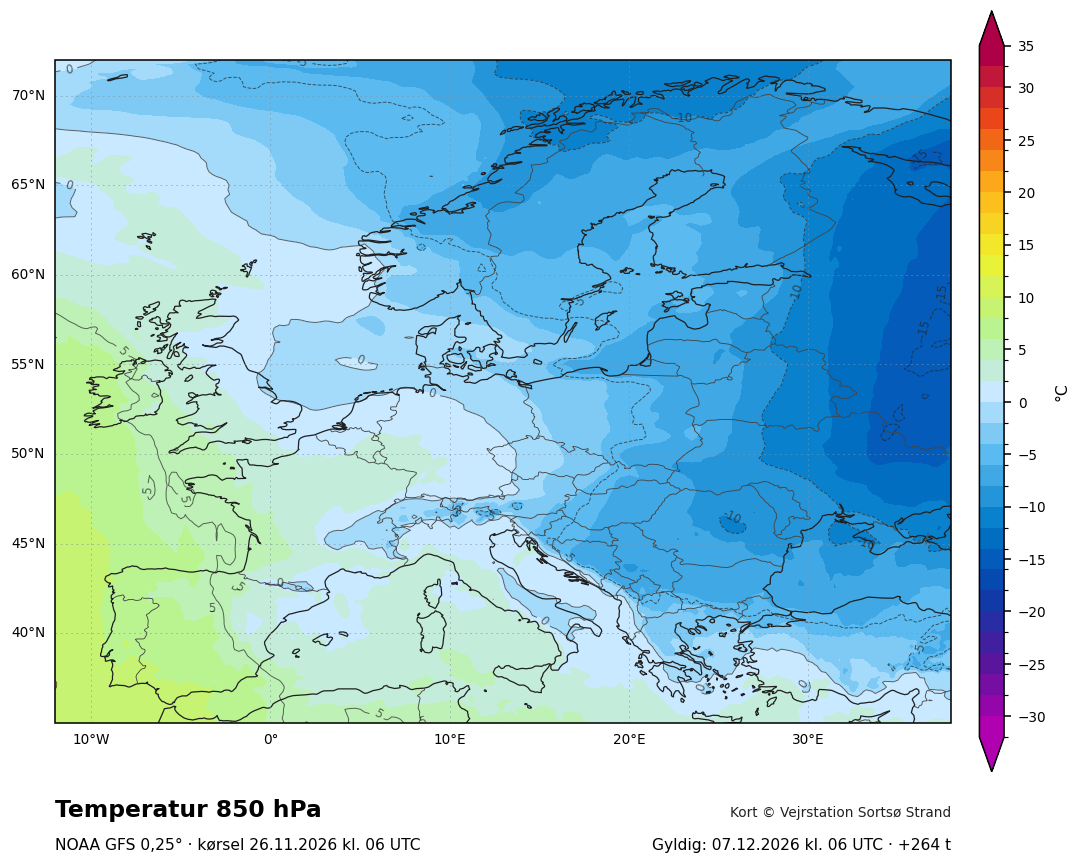 70°N
65°N
60°N
55°N
50°N
45°N
40°N
10°W
0°
10°E
20°E
30°E
35
30
25
20
15
10
5
0
−5
−10
−15
−20
−25
−30
°C
Temperatur 850 hPa
Kort © Vejrstation Sortsø Strand
NOAA GFS 0,25° · kørsel 26.11.2026 kl. 06 UTC
Gyldig: 07.12.2026 kl. 06 UTC · +264 t